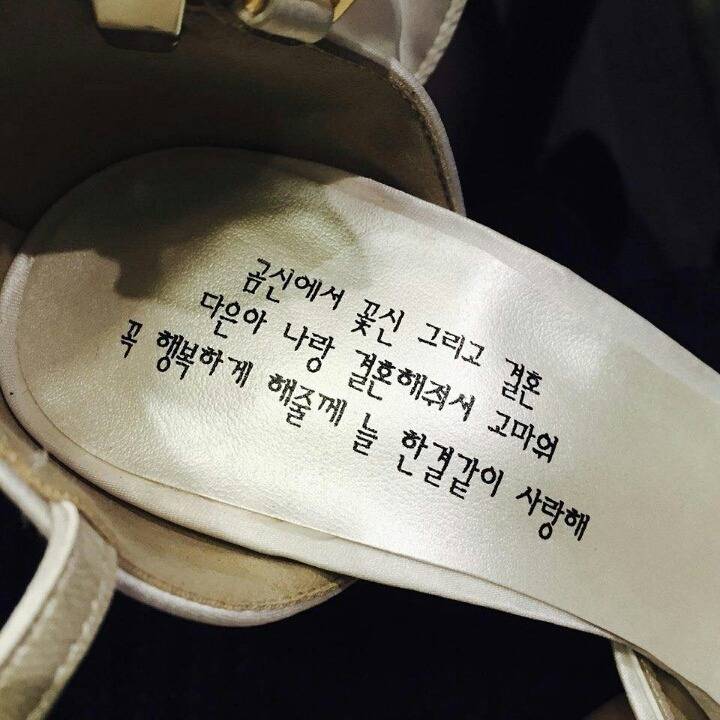 곰신에서 꽃신 그리고 결혼
다은아 나랑 결혼해줘서 고마워
꼭 행복하게 해줄께 늘 한결같이 사랑해